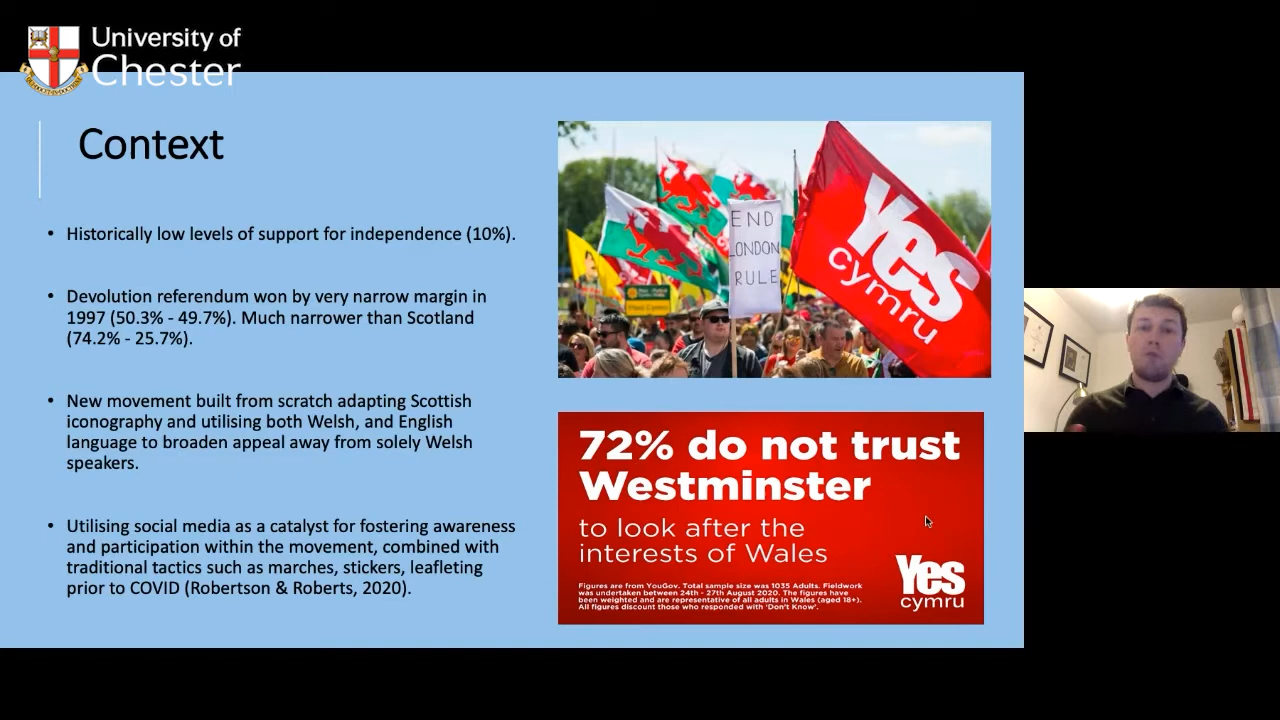 University of
Chester
Context
• Historically low levels of support for independence (10%).
• Devolution referendum won by very narrow margin in
1997 (50.3% - 49.7%). Much narrower than Scotland
(74.2% - 25.7%).
• New movement built from scratch adapting Scottish
iconography and utilising both Welsh, and English
language to broaden appeal away from solely Welsh
speakers.
• Utilising social media as a catalyst for fostering awareness
and participation within the movement, combined with
traditional tactics such as marches, stickers, leafleting
prior to COVID (Robertson & Roberts, 2020).
END
LONDON
RULE
Yes
cymru
72% do not trust
Westminster
to look after the
interests of Wales
Figures are from YouGov. Total sample size was 1035 Adults. Fieldwork
was undertaken between 24th - 27th August 2020. The figures have
been weighted and are representative of all adults in Wales (aged 18+).
All figures discount those who responded with 'Don't Know'.
Yes
cymru